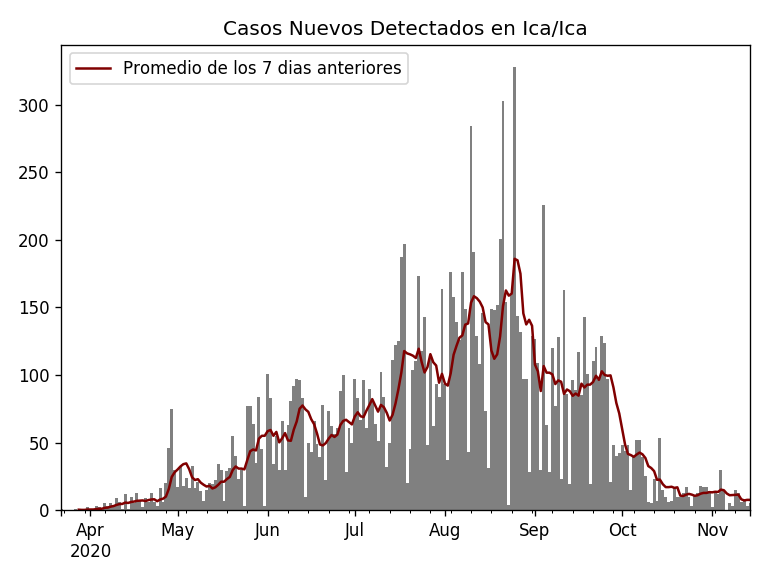 Casos Nuevos Detectados en Ica/Ica
Promedio de los 7 dias anteriores
300
250
200
150
100
50
0
Apr May Jun Jul Aug Sep Oct Nov
2020